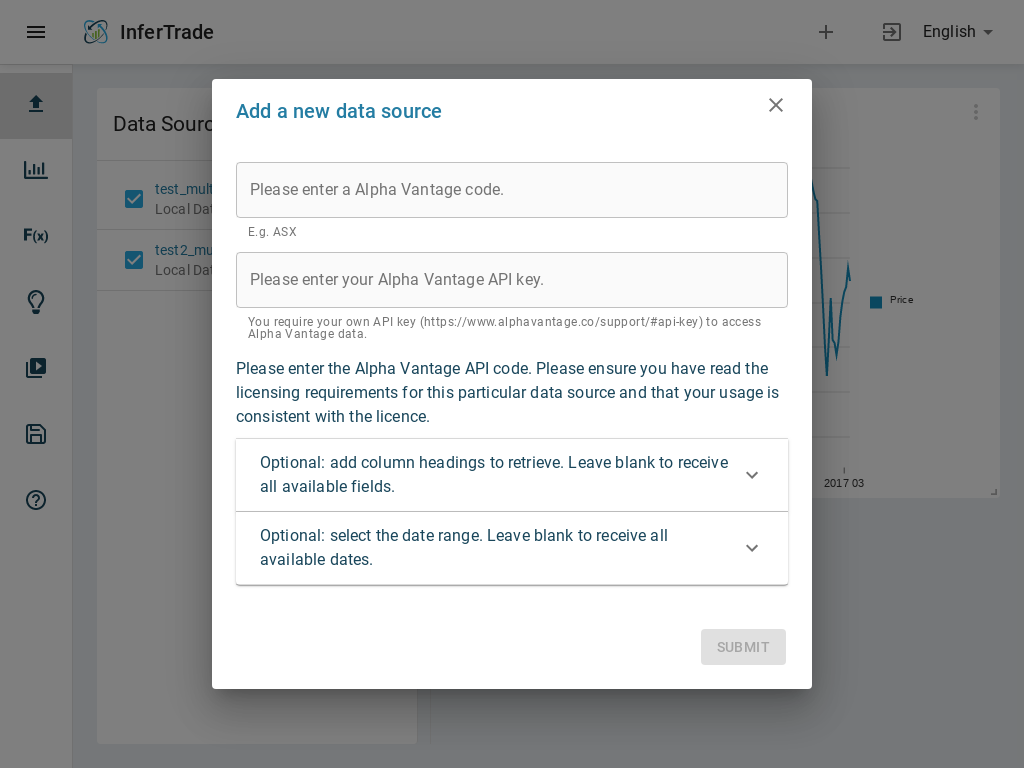 InferTrade
English
Data Sourc
test_mult
Local Dat
test2_mu
Local Dat
F(x)
Add a new data source
Please enter a Alpha Vantage code.
E.g. ASX
Please enter your Alpha Vantage API key.
You require your own API key (https://www.alphavantage.co/support/#api-key) to access
Alpha Vantage data.
Please enter the Alpha Vantage API code. Please ensure you have read the
licensing requirements for this particular data source and that your usage is
consistent with the licence.
Optional: add column headings to retrieve. Leave blank to receive
all available fields.
Optional: select the date range. Leave blank to receive all
available dates.
SUBMIT
Price
2017 03